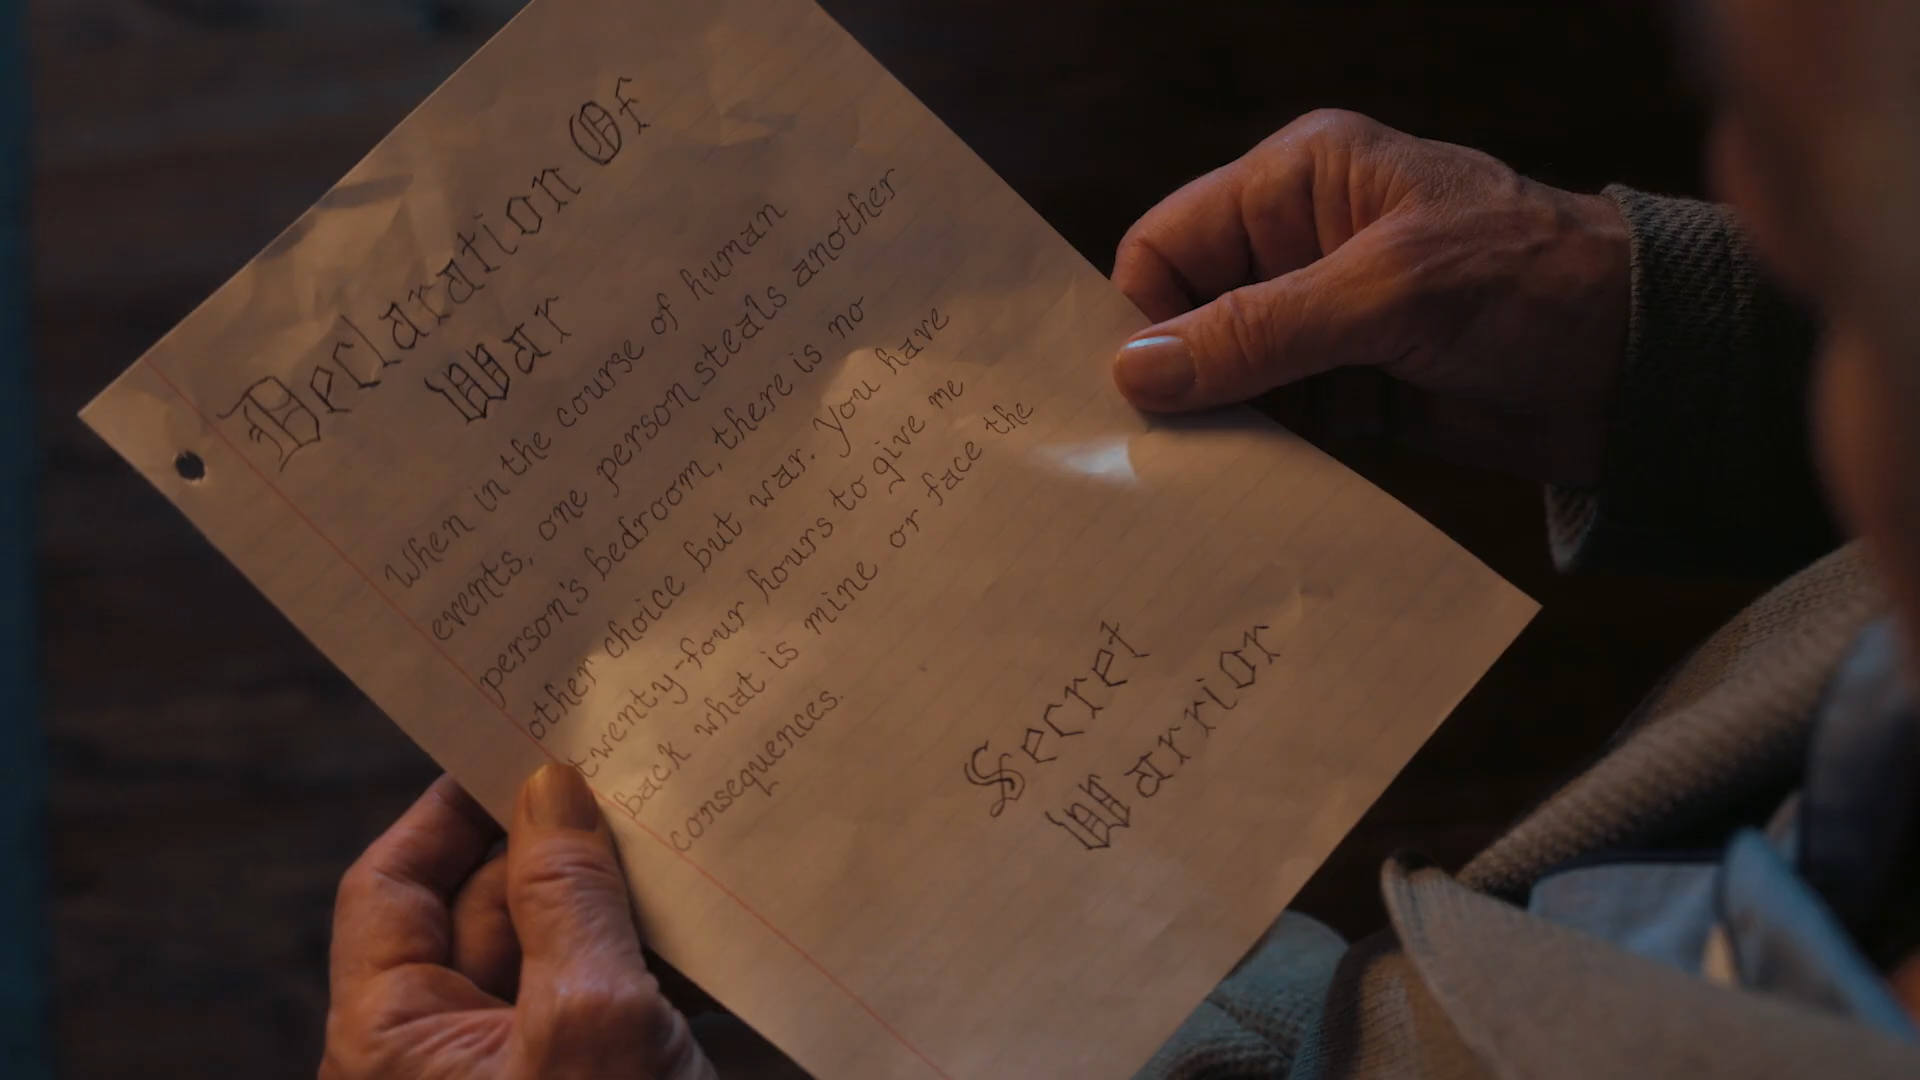 Declaration Of
War
When in the course of human
events, one person steals another
person's bedroom, there is no
other choice but war. You have
twenty-four hours to give me
back what is mine or face the
consequences.
Secret
Warrior